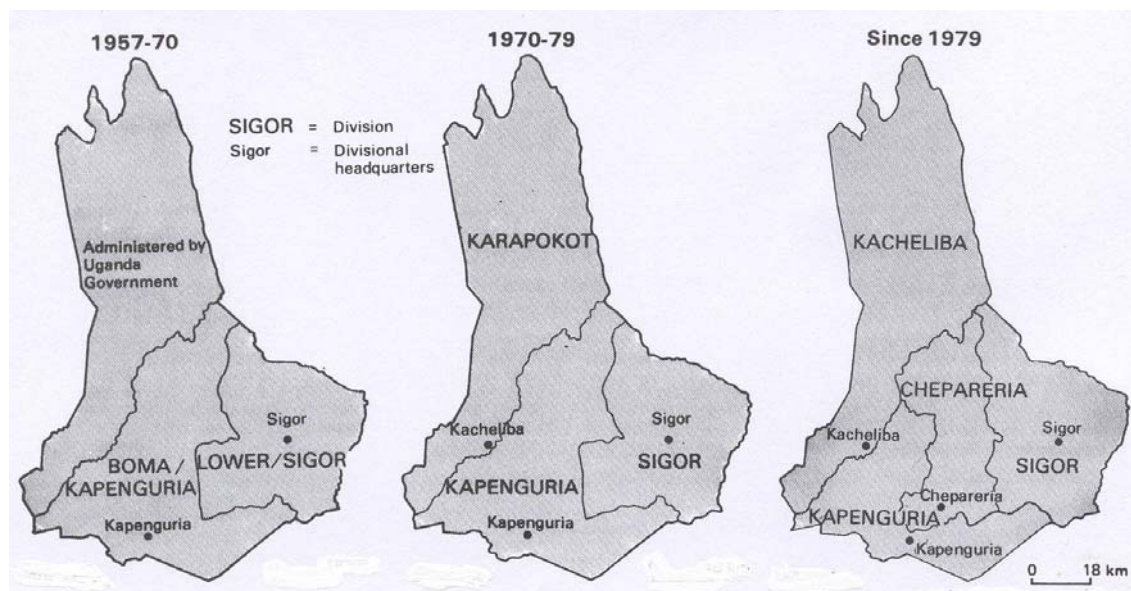 1957-70
1970-79
Since 1979
SIGOR = Division
Sigor = Divisional
headquarters
Administered by
Uganda
Government
Sigor
BOMA /
KAPENGURIA
LOWER/SIGOR
Kapenguria
KARAPOKOT
Kacheliba
Sigor
SIGOR
KAPENGURIA
Kapenguria
KACHELIBA
CHEPARERIA
Kacheliba
Sigor
SIGOR
Chepareria
KAPENGURIA
Kapenguria
0 18 km